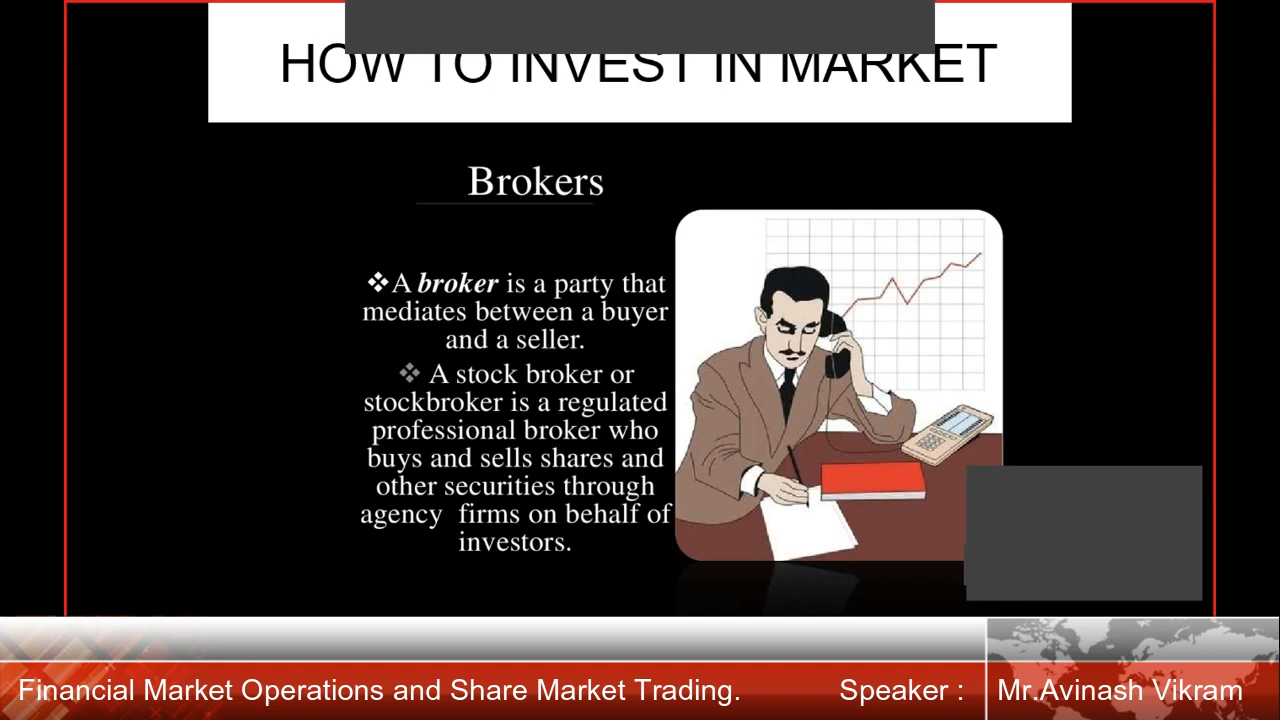 HOW TO INVEST IN MARKET
Brokers
❖A broker is a party that
mediates between a buyer
and a seller.
❖ A stock broker or
stockbroker is a regulated
professional broker who
buys and sells shares and
other securities through
agency  firms on behalf of
investors.
Financial Market Operations and Share Market Trading. Speaker : Mr.Avinash Vikram